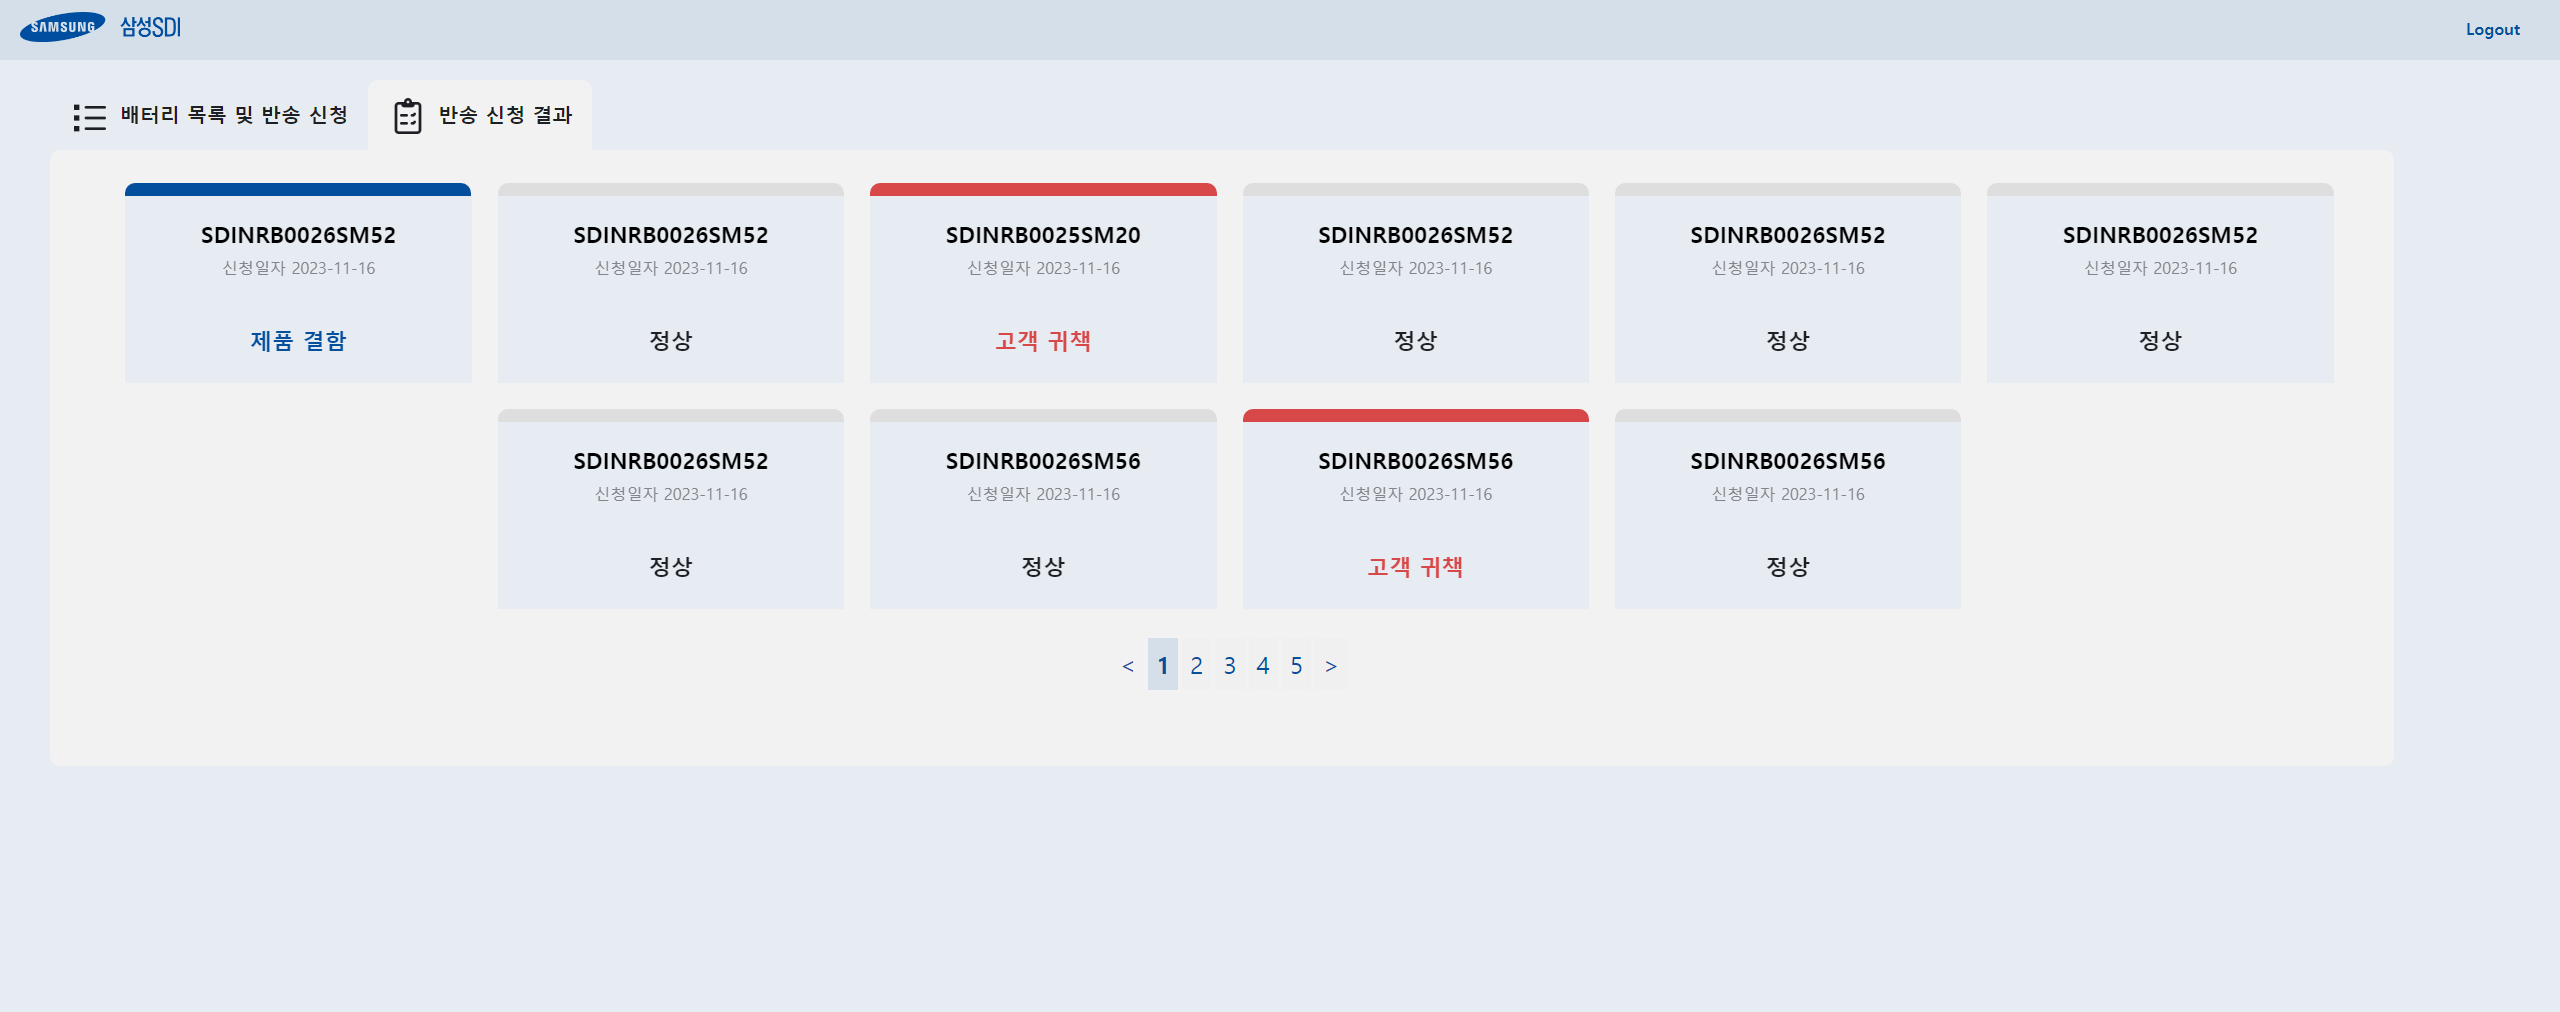 SAMSUNG 삼성SDI
Logout
배터리 목록 및 반송 신청
반송 신청 결과
SDINRB0026SM52
신청일자 2023-11-16
제품 결함
SDINRB0026SM52
신청일자 2023-11-16
정상
SDINRB0025SM20
신청일자 2023-11-16
고객 귀책
SDINRB0026SM52
신청일자 2023-11-16
정상
SDINRB0026SM52
신청일자 2023-11-16
정상
SDINRB0026SM52
신청일자 2023-11-16
정상
SDINRB0026SM52
신청일자 2023-11-16
정상
SDINRB0026SM56
신청일자 2023-11-16
정상
SDINRB0026SM56
신청일자 2023-11-16
고객 귀책
SDINRB0026SM56
신청일자 2023-11-16
정상
< 1 2 3 4 5 >